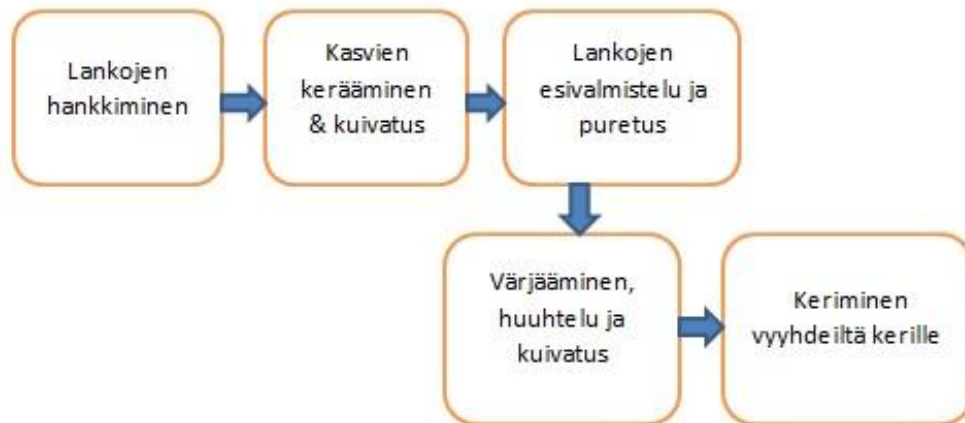 Lankojen
hankkiminen
Kasvien
kerääminen
& kuivatus
Lankojen
esivalmistelu ja
puretus
Värjääminen,
huuhtelu ja
kuivatus
Keriminen
vyyhdeiltä kerille